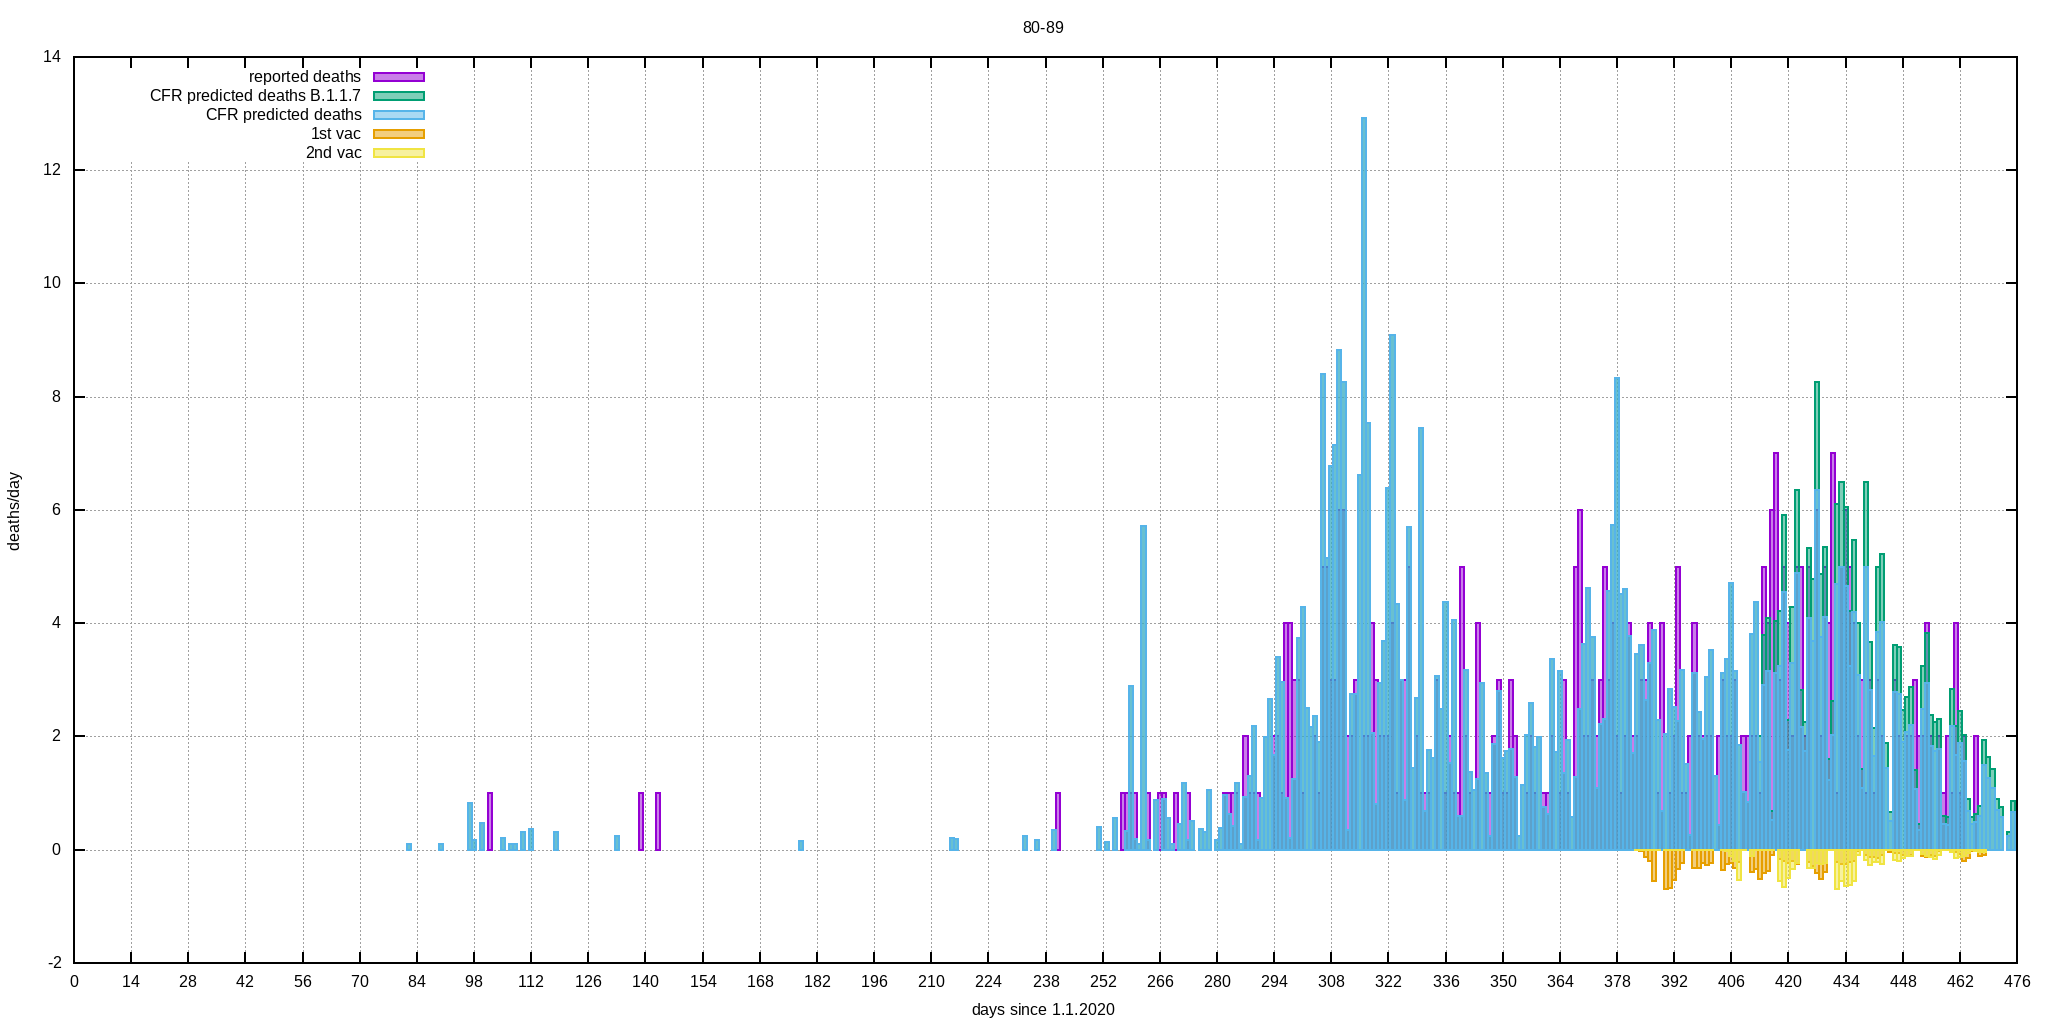 80-89
reported deaths
CFR predicted deaths B.1.1.7
CFR predicted deaths
1st vac
2nd vac
14
12
10
8
6
4
2
0
-2
deaths/day
0 14 28 42 56 70 84 98 112 126 140 154 168 182 196 210 224 238 252 266 280 294 308 322 336 350 364 378 392 406 420 434 448 462 476
days since 1.1.2020